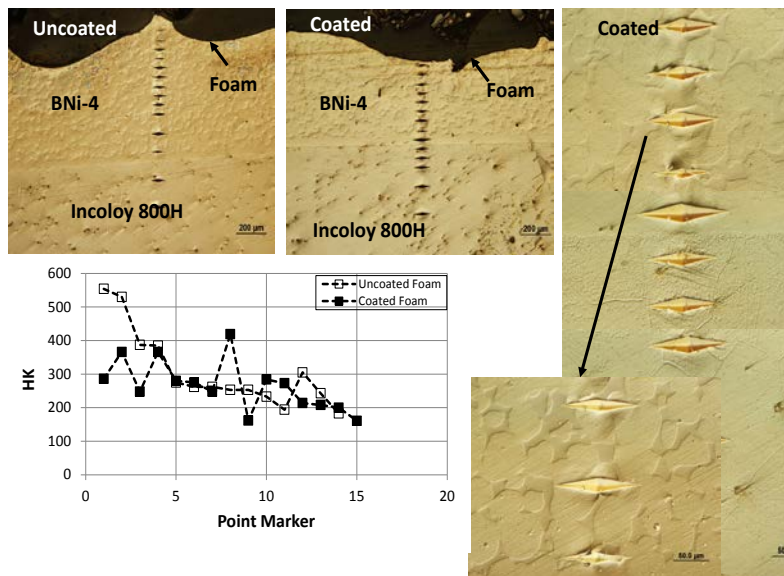 Uncoated
Foam
BNi-4
Incoloy 800H
200 µm
Coated
Foam
BNi-4
Incoloy 800H
200 µm
Coated
600
500
400
300
200
100
0
HK
Uncoated Foam
Coated Foam
0
5
10
15
20
Point Marker
50.0 µm